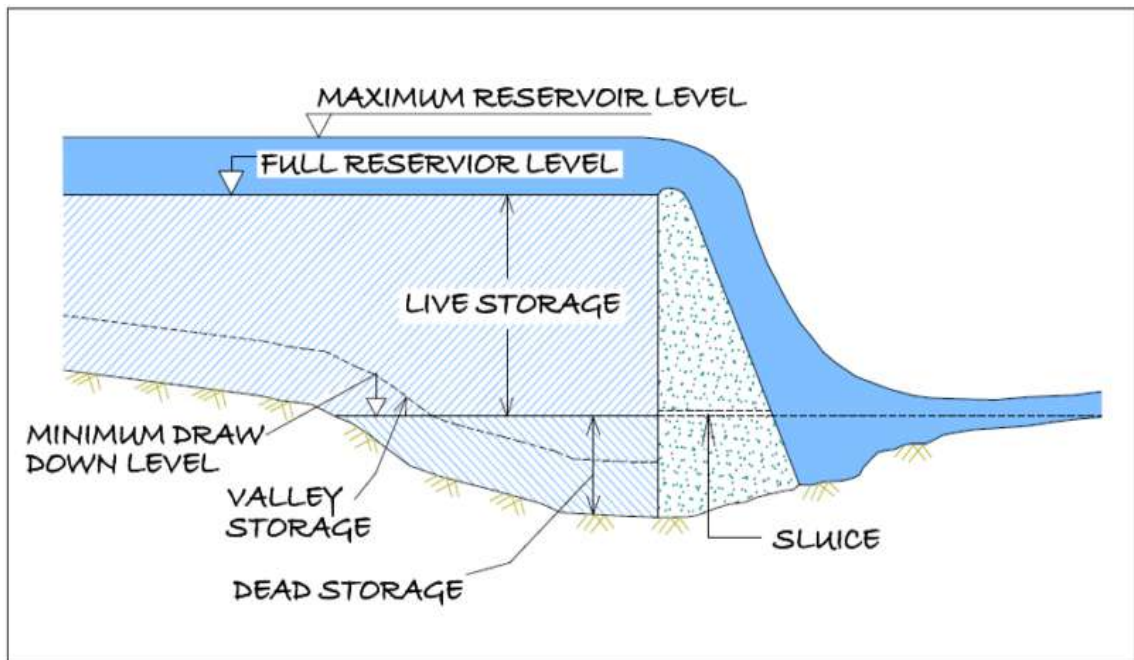 MAXIMUM RESERVOIR LEVEL
FULL RESERVIOR LEVEL
LIVE STORAGE
MINIMUM DRAW
DOWN LEVEL
VALLEY
STORAGE
SLUICE
DEAD STORAGE